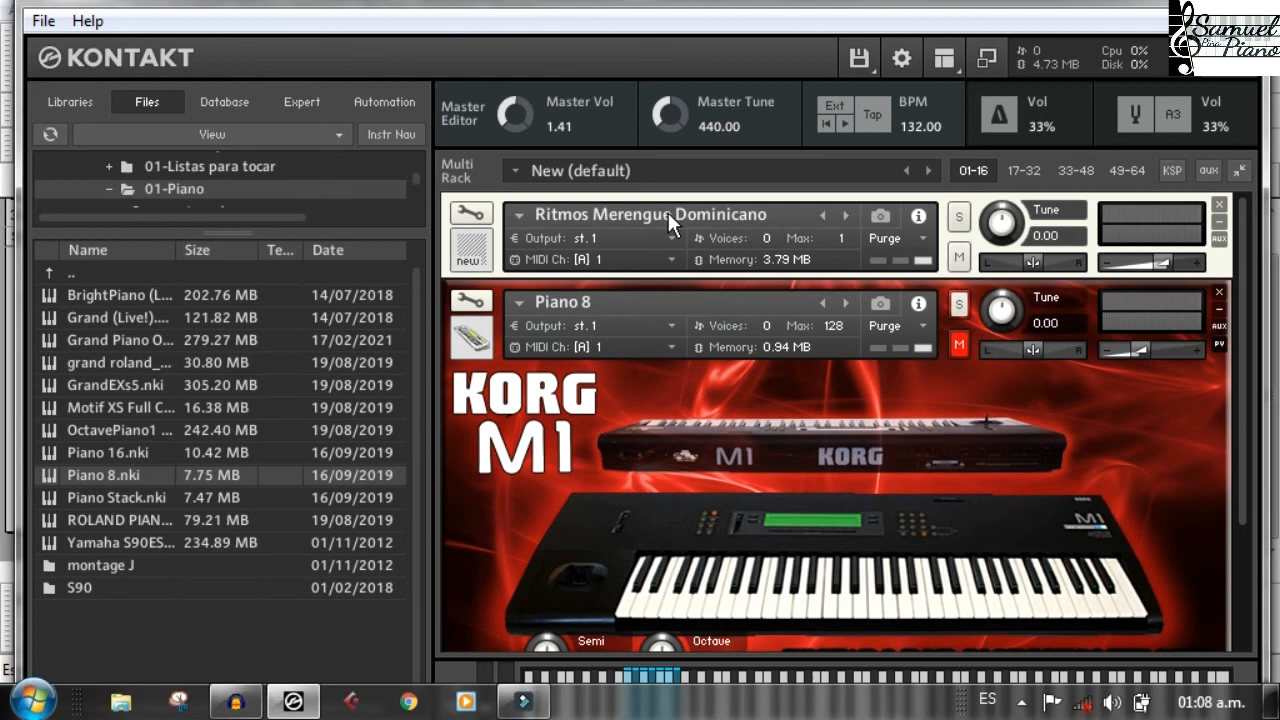 File Help
Samuel
Piano
KONTAKT
0
4.73 MB
Cpu 0%
Disk 0%
Libraries Files Database Expert Automation
View Instr Nav
+ 01-Listas para tocar
- 01-Piano
Name Size Te... Date
..
BrightPiano (L... 202.76 MB 14/07/2018
Grand (Live!).... 121.82 MB 14/07/2018
Grand Piano O... 279.27 MB 17/02/2021
grand roland_... 30.80 MB 19/08/2019
GrandEXs5.nki 305.20 MB 19/08/2019
Motif XS Full C... 16.38 MB 19/08/2019
OctavePiano1 ... 242.40 MB 19/08/2019
Piano 16.nki 10.42 MB 16/09/2019
Piano 8.nki 7.75 MB 16/09/2019
Piano Stack.nki 7.47 MB 16/09/2019
ROLAND PIAN... 79.21 MB 19/08/2019
Yamaha S90ES... 234.89 MB 01/11/2012
montage J 01/11/2012
S90 01/02/2018
Master
Editor
Master Vol
1.41
Master Tune
440.00
Ext
Tap
BPM
132.00
Vol
33%
A3
Vol
33%
Multi
Rack
New (default) 01-16 17-32 33-48 49-64 KSP aux
new
Ritmos Merengue Dominicano
Output: st.1 Voices: 0 Max: 1 Purge
MIDI Ch: [A] 1 Memory: 3.79 MB
S
M
Tune
0.00
L R - +
AUX
Piano 8
Output: st.1 Voices: 0 Max: 128 Purge
MIDI Ch: [A] 1 Memory: 0.94 MB
S
M
Tune
0.00
L R - +
AUX
PV
KORG
M1
M1 KORG
KORG
M1
Semi Octave
Es
ES 01:08 a.m.